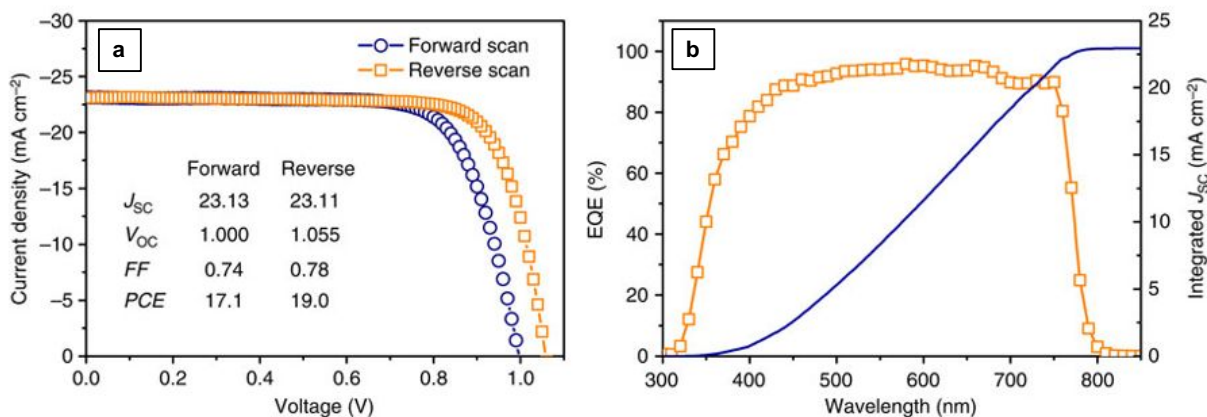 a
Forward scan
Reverse scan
Current density (mA cm⁻²)
–30
–25
–20
–15
–10
–5
0
Forward Reverse
J_SC 23.13 23.11
V_OC 1.000 1.055
FF 0.74 0.78
PCE 17.1 19.0
0.0 0.2 0.4 0.6 0.8 1.0
Voltage (V)
b
EQE (%)
100
80
60
40
20
0
25
20
15
10
5
0
Integrated J_SC (mA cm⁻²)
300 400 500 600 700 800
Wavelength (nm)